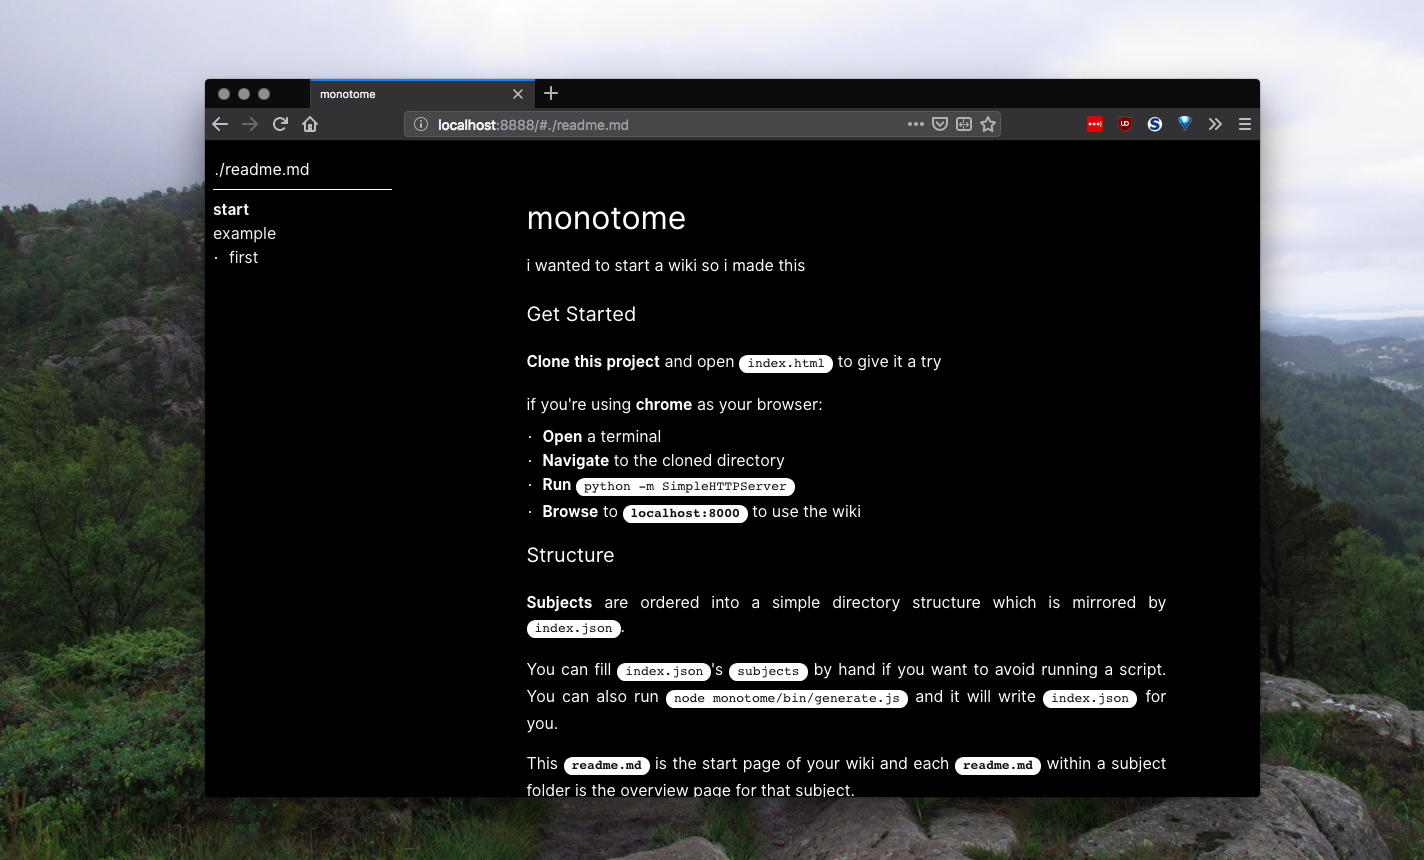 monotome
localhost:8888/#./readme.md
./readme.md
start
example
· first
monotome
i wanted to start a wiki so i made this
Get Started
Clone this project and open index.html to give it a try
if you're using chrome as your browser:
· Open a terminal
· Navigate to the cloned directory
· Run python -m SimpleHTTPServer
· Browse to localhost:8000 to use the wiki
Structure
Subjects are ordered into a simple directory structure which is mirrored by
index.json.
You can fill index.json's subjects by hand if you want to avoid running a script.
You can also run node monotome/bin/generate.js and it will write index.json for
you.
This readme.md is the start page of your wiki and each readme.md within a subject
folder is the overview page for that subject.